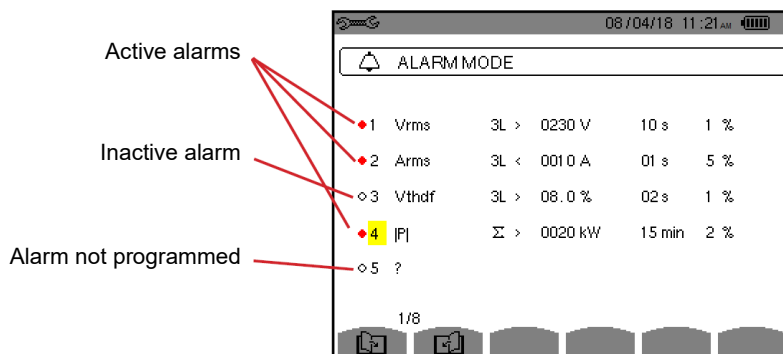 08/04/18 11:21 AM
ALARM MODE
Active alarms
1 Vrms 3L > 0230 V 10 s 1 %
Inactive alarm
2 Arms 3L < 0010 A 01 s 5 %
3 Vthdf 3L > 08.0 % 02 s 1 %
4 |P| Σ > 0020 kW 15 min 2 %
Alarm not programmed
5 ?
1/8